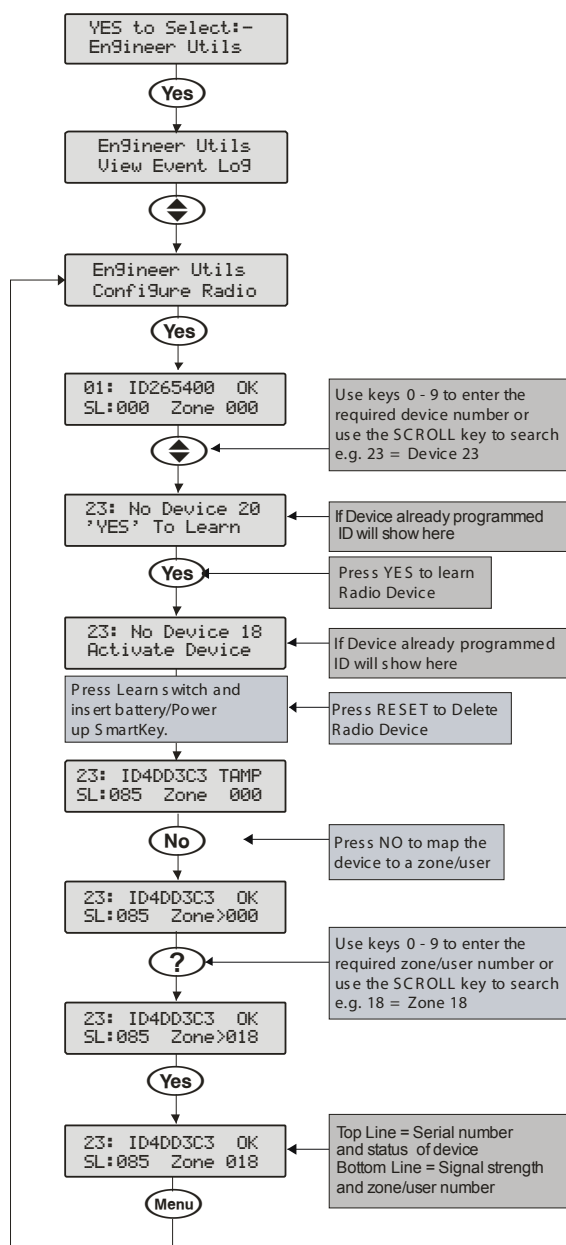 YES to Select:-
En9ineer Utils
Yes
En9ineer Utils
View Event Lo9
En9ineer Utils
Confi9ure Radio
Yes
01: ID265400 OK
SL:000 Zone 000
Use keys 0 - 9 to enter the
required device number or
use the SCROLL key to search
e.g. 23 = Device 23
23: No Device 20
'YES' To Learn
If Device already programmed
ID will show here
Yes
Press YES to learn
Radio Device
23: No Device 18
Activate Device
If Device already programmed
ID will show here
Press Learn switch and
insert battery/Power
up SmartKey.
Press RESET to Delete
Radio Device
23: ID4DD3C3 TAMP
SL:085 Zone 000
No
Press NO to map the
device to a zone/user
23: ID4DD3C3 OK
SL:085 Zone>000
?
Use keys 0 - 9 to enter the
required zone/user number or
use the SCROLL key to search
e.g. 18 = Zone 18
23: ID4DD3C3 OK
SL:085 Zone>018
Yes
23: ID4DD3C3 OK
SL:085 Zone 018
Top Line = Serial number
and status of device
Bottom Line = Signal strength
and zone/user number
Menu